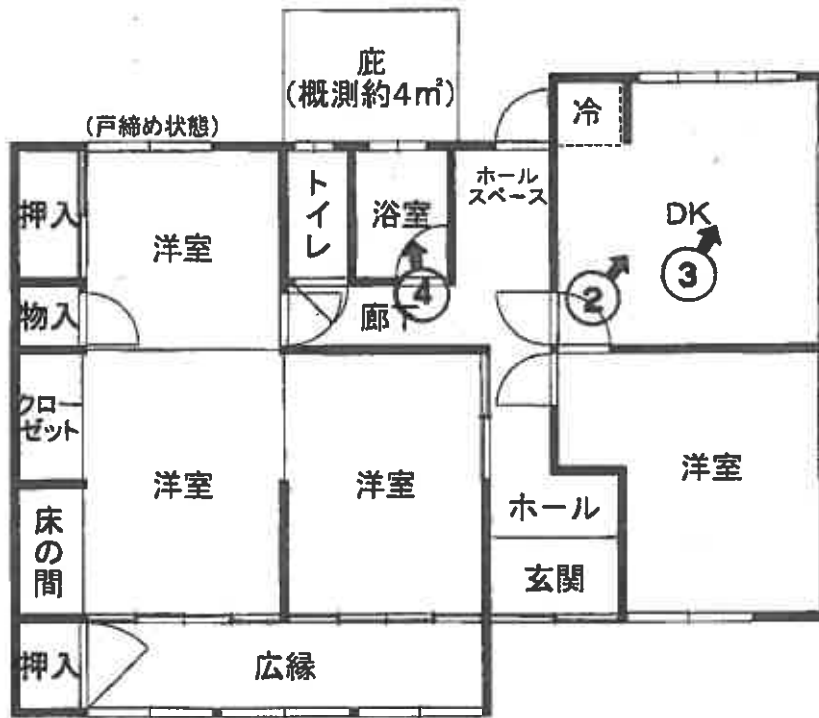 庇
(概測約4㎡)
(戸締め状態)
冷
押入
洋室
トイレ
浴室
ホール
スペース
DK
③
②
④
物入
廊下
クロー
ゼット
洋室
洋室
洋室
床の間
ホール
玄関
押入
広縁